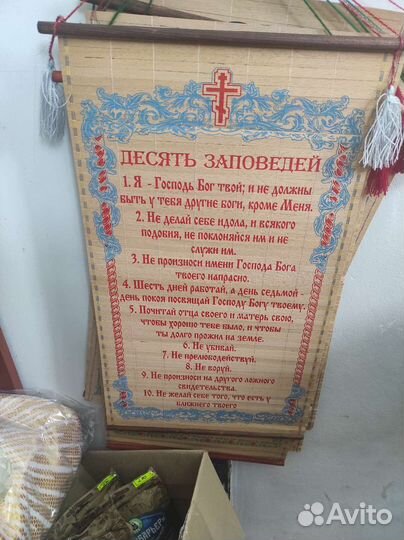 ДЕСЯТЬ ЗАПОВЕДЕЙ
1. Я - Господь Бог твой; и не должны
быть у тебя другие боги, кроме Меня.
2. Не делай себе идола, и всякого
подобия, не поклоняйся им и не
служи им.
3. Не произноси имени Господа Бога
твоего напрасно.
4. Шесть дней работай, а день седьмой -
день покоя посвящай Господу Богу твоему.
5. Почитай отца своего и матерь свою,
чтобы хорошо тебе было, и чтобы
ты долго прожил на земле.
6. Не убивай.
7. Не прелюбодействуй.
8. Не воруй.
9. Не произноси на другого ложного
свидетельства.
10. Не желай себе того, что есть у
ближнего твоего
Avito